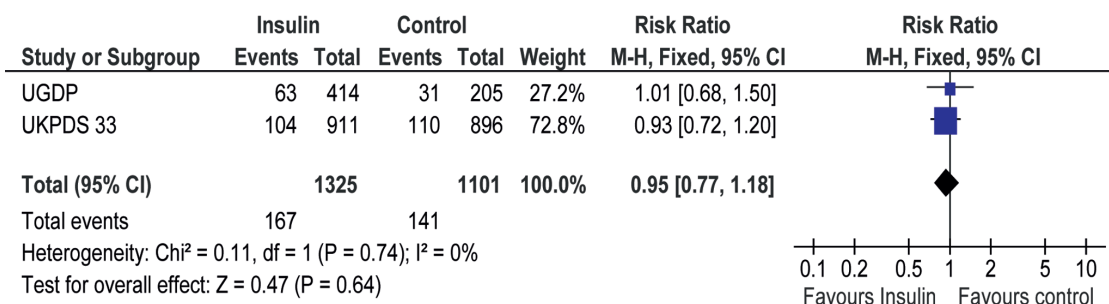 Insulin Control Risk Ratio Risk Ratio
Study or Subgroup Events Total Events Total Weight M-H, Fixed, 95% CI M-H, Fixed, 95% CI
UGDP 63 414 31 205 27.2% 1.01 [0.68, 1.50]
UKPDS 33 104 911 110 896 72.8% 0.93 [0.72, 1.20]
Total (95% CI) 1325 1101 100.0% 0.95 [0.77, 1.18]
Total events 167 141
Heterogeneity: Chi² = 0.11, df = 1 (P = 0.74); I² = 0%
Test for overall effect: Z = 0.47 (P = 0.64)
0.1 0.2 0.5 1 2 5 10
Favours Insulin Favours control